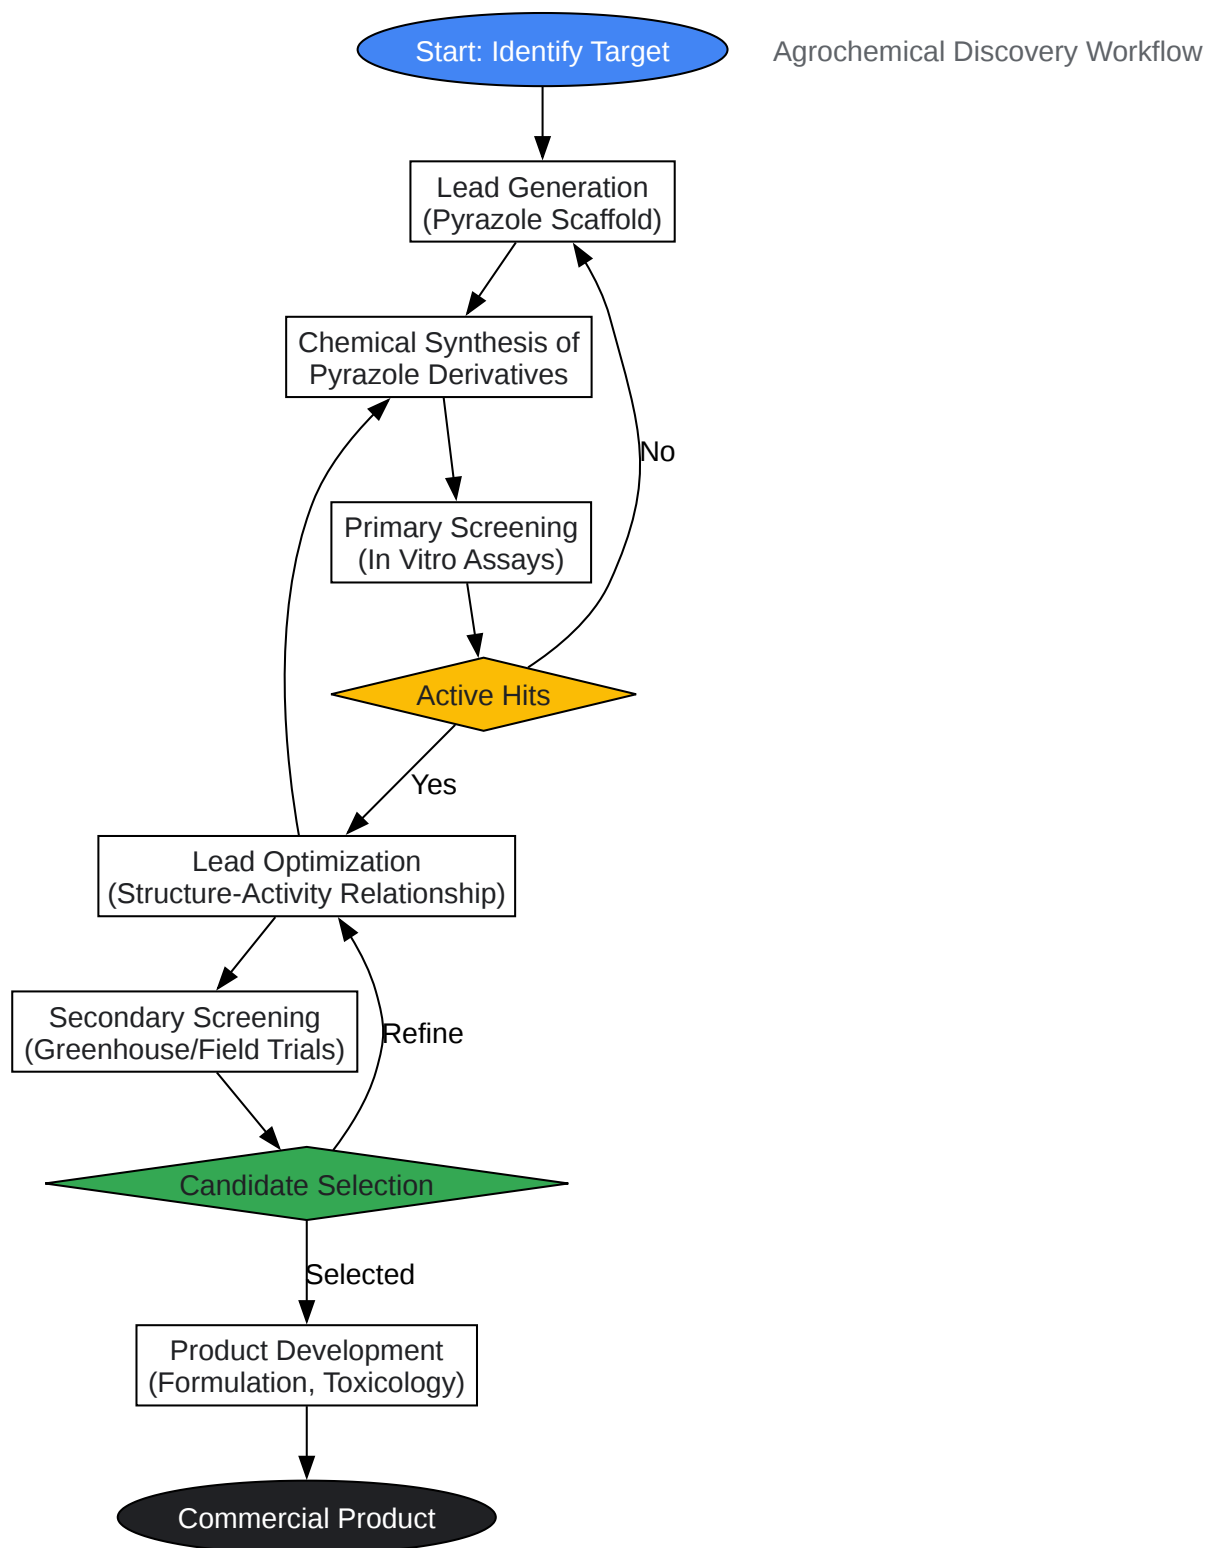 Start: Identify Target
Agrochemical Discovery Workflow
Lead Generation
(Pyrazole Scaffold)
Chemical Synthesis of
Pyrazole Derivatives
No
Primary Screening
(In Vitro Assays)
Active Hits
Yes
Lead Optimization
(Structure-Activity Relationship)
Secondary Screening
(Greenhouse/Field Trials)
Refine
Candidate Selection
Selected
Product Development
(Formulation, Toxicology)
Commercial Product